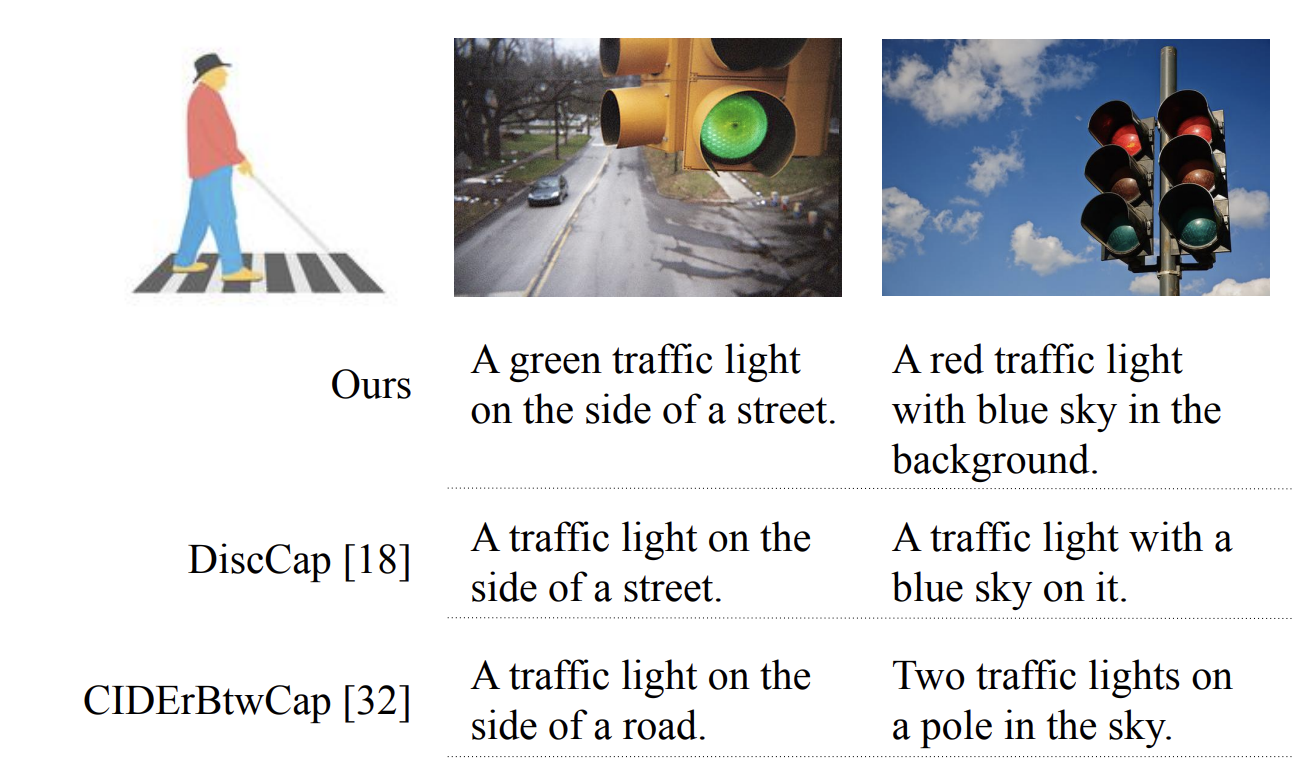 Ours
A green traffic light
on the side of a street.
A red traffic light
with blue sky in the
background.
DiscCap [18]
A traffic light on the
side of a street.
A traffic light with a
blue sky on it.
CIDErBtwCap [32]
A traffic light on the
side of a road.
Two traffic lights on
a pole in the sky.